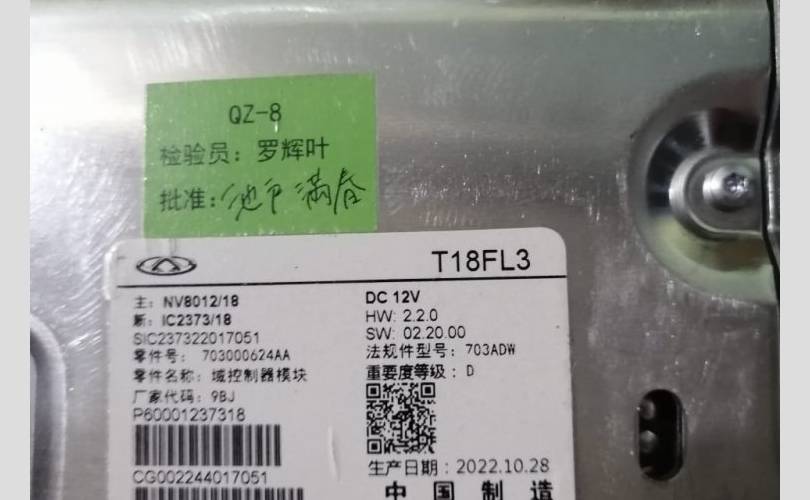 QZ-8
检验员：罗辉叶
批准：
满春
T18FL3
主：NV8012/18
新：IC2373/18
SIC237322017051
零件号：703000624AA
零件名称：域控制器模块
厂家代码：9BJ
P60001237318
CG002244017051
DC 12V
HW: 2.2.0
SW: 02.20.00
法规件型号：703ADW
重要度等级：D
生产日期：2022.10.28
中国制造